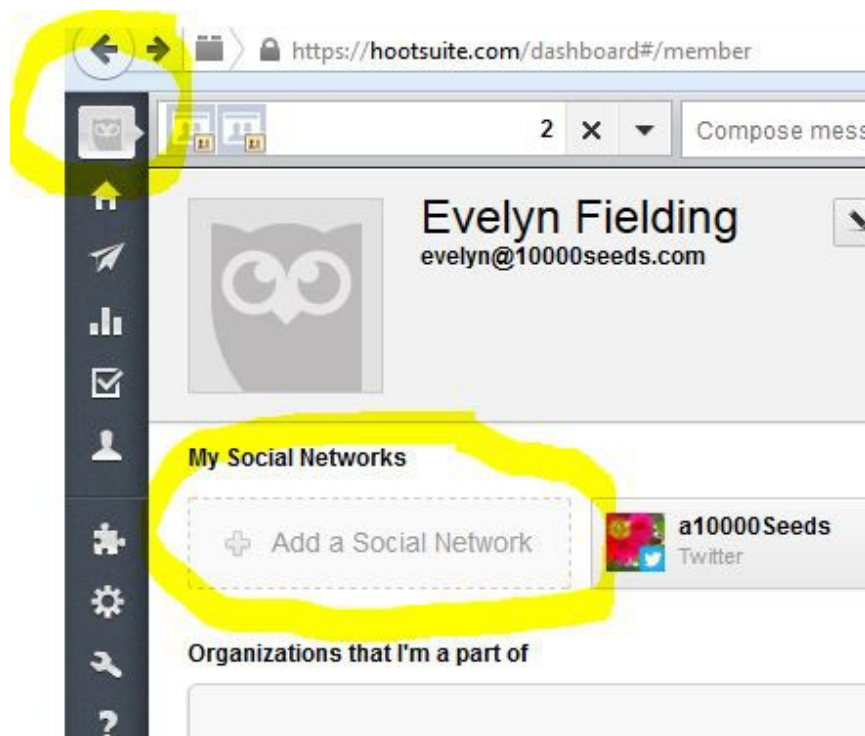 https://hootsuite.com/dashboard#/member
2
Compose mess
Evelyn Fielding
evelyn@10000seeds.com
My Social Networks
Add a Social Network
a10000Seeds
Twitter
Organizations that I'm a part of
?